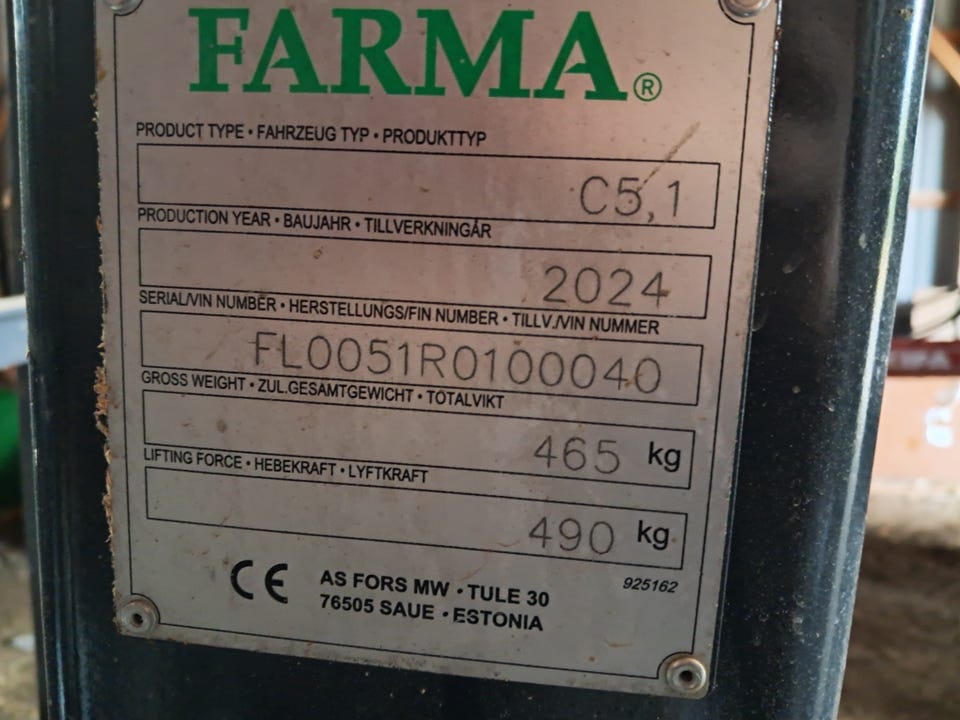 FARMA®
PRODUCT TYPE • FAHRZEUG TYP • PRODUKTTYP
C5,1
PRODUCTION YEAR • BAUJAHR • TILLVERKNINGÅR
2024
SERIAL/VIN NUMBER • HERSTELLUNGS/FIN NUMBER • TILLV./VIN NUMMER
FL0051R0100040
GROSS WEIGHT • ZUL.GESAMTGEWICHT • TOTALVIKT
465 kg
LIFTING FORCE • HEBEKRAFT • LYFTKRAFT
490 kg
925162
CE AS FORS MW • TULE 30
76505 SAUE • ESTONIA